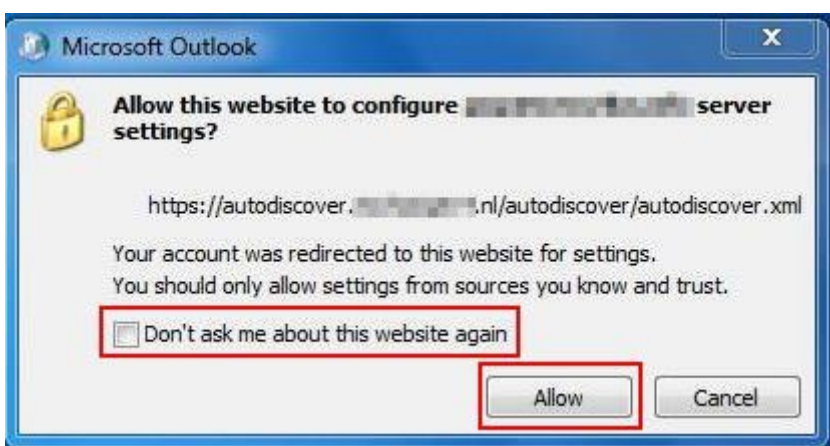 Microsoft Outlook
Allow this website to configure server
settings?
https://autodiscover. .nl/autodiscover/autodiscover.xml
Your account was redirected to this website for settings.
You should only allow settings from sources you know and trust.
Don't ask me about this website again
Allow Cancel